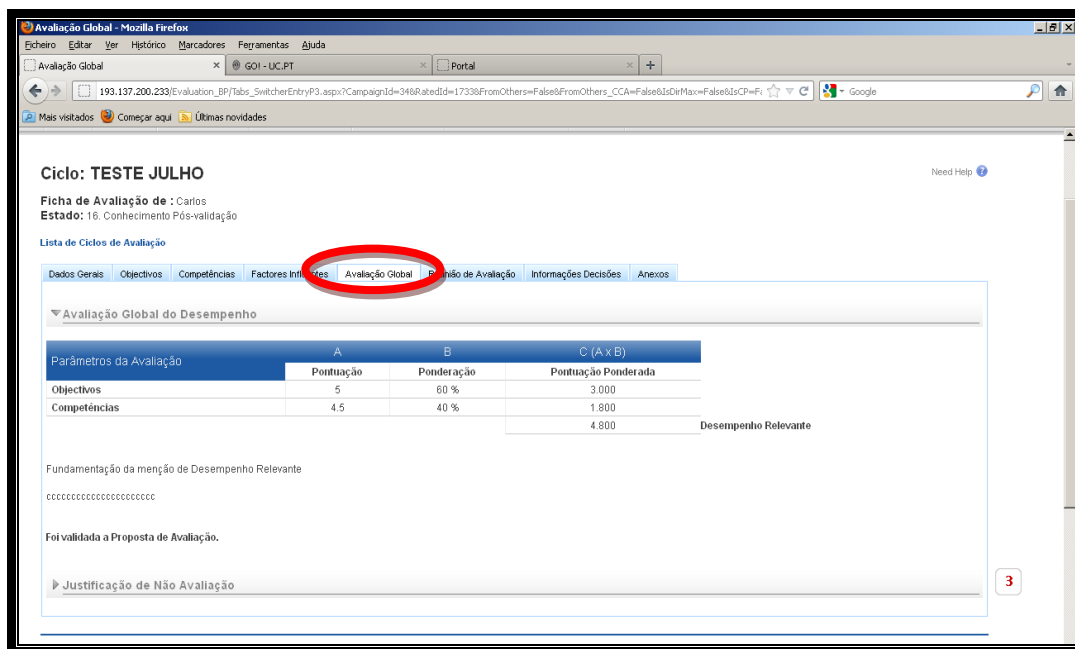 Avaliação Global - Mozilla Firefox
Ficheiro Editar Ver Histórico Marcadores Ferramentas Ajuda
Avaliação Global × GO! - UC.PT × Portal × +
193.137.200.233/Evaluation_BP/Tabs_SwitcherEntryP3.aspx?CampaignId=34&RatedId=1733&FromOthers=False&FromOthers_CCA=False&IsDirMax=False&IsCP=F Google
Mais visitados Começar aqui Últimas novidades
Ciclo: TESTE JULHO
Need Help ?
Ficha de Avaliação de : Carlos
Estado: 16. Conhecimento Pós-validação
Lista de Ciclos de Avaliação
Dados Gerais Objectivos Competências Factores Avaliação Global de Avaliação Informações Decisões Anexos
Avaliação Global do Desempenho
Parâmetros da Avaliação A B C (A x B)
Pontuação Ponderação Pontuação Ponderada
Objectivos 5 60 % 3.000
Competências 4.5 40 % 1.800
4.800 Desempenho Relevante
Fundamentação da menção de Desempenho Relevante
cccccccccccccccccccccc
Foi validada a Proposta de Avaliação.
Justificação de Não Avaliação
3